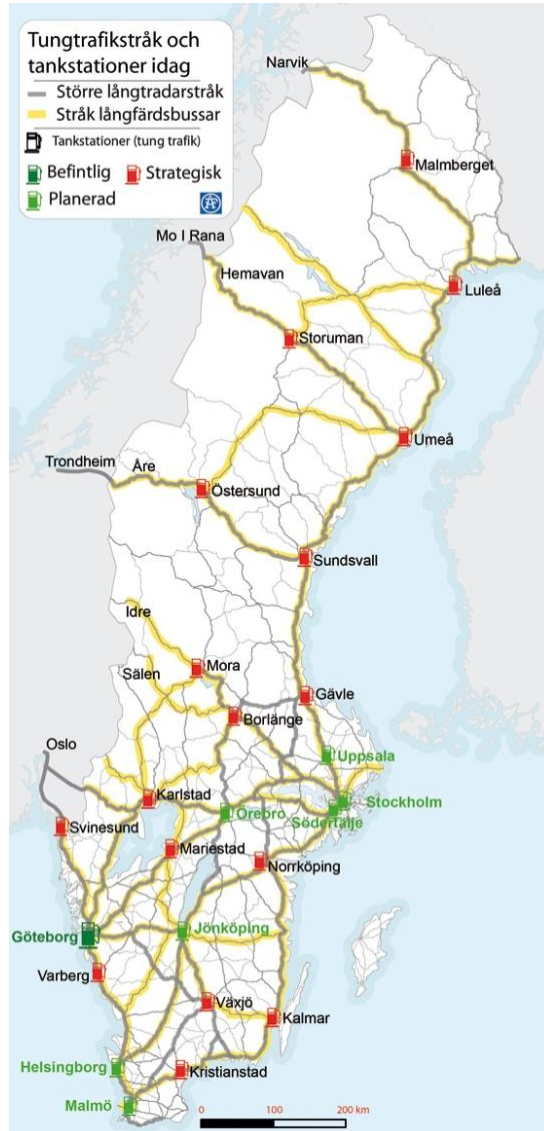 Tungtrafikstråk och
tankstationer idag
Större långtradarstråk
Stråk långfärdsbussar
Tankstationer (tung trafik)
Befintlig Strategisk
Planerad
Narvik
Malmberget
Mo I Rana
Hemavan
Luleå
Storuman
Umeå
Trondheim
Åre
Östersund
Sundsvall
Idre
Mora
Sälen
Gävle
Borlänge
Oslo
Uppsala
Karlstad
Stockholm
Örebro
Södertälje
Svinesund
Mariestad
Norrköping
Göteborg
Jönköping
Varberg
Växjö
Kalmar
Helsingborg
Kristianstad
Malmö
0 100 200 km